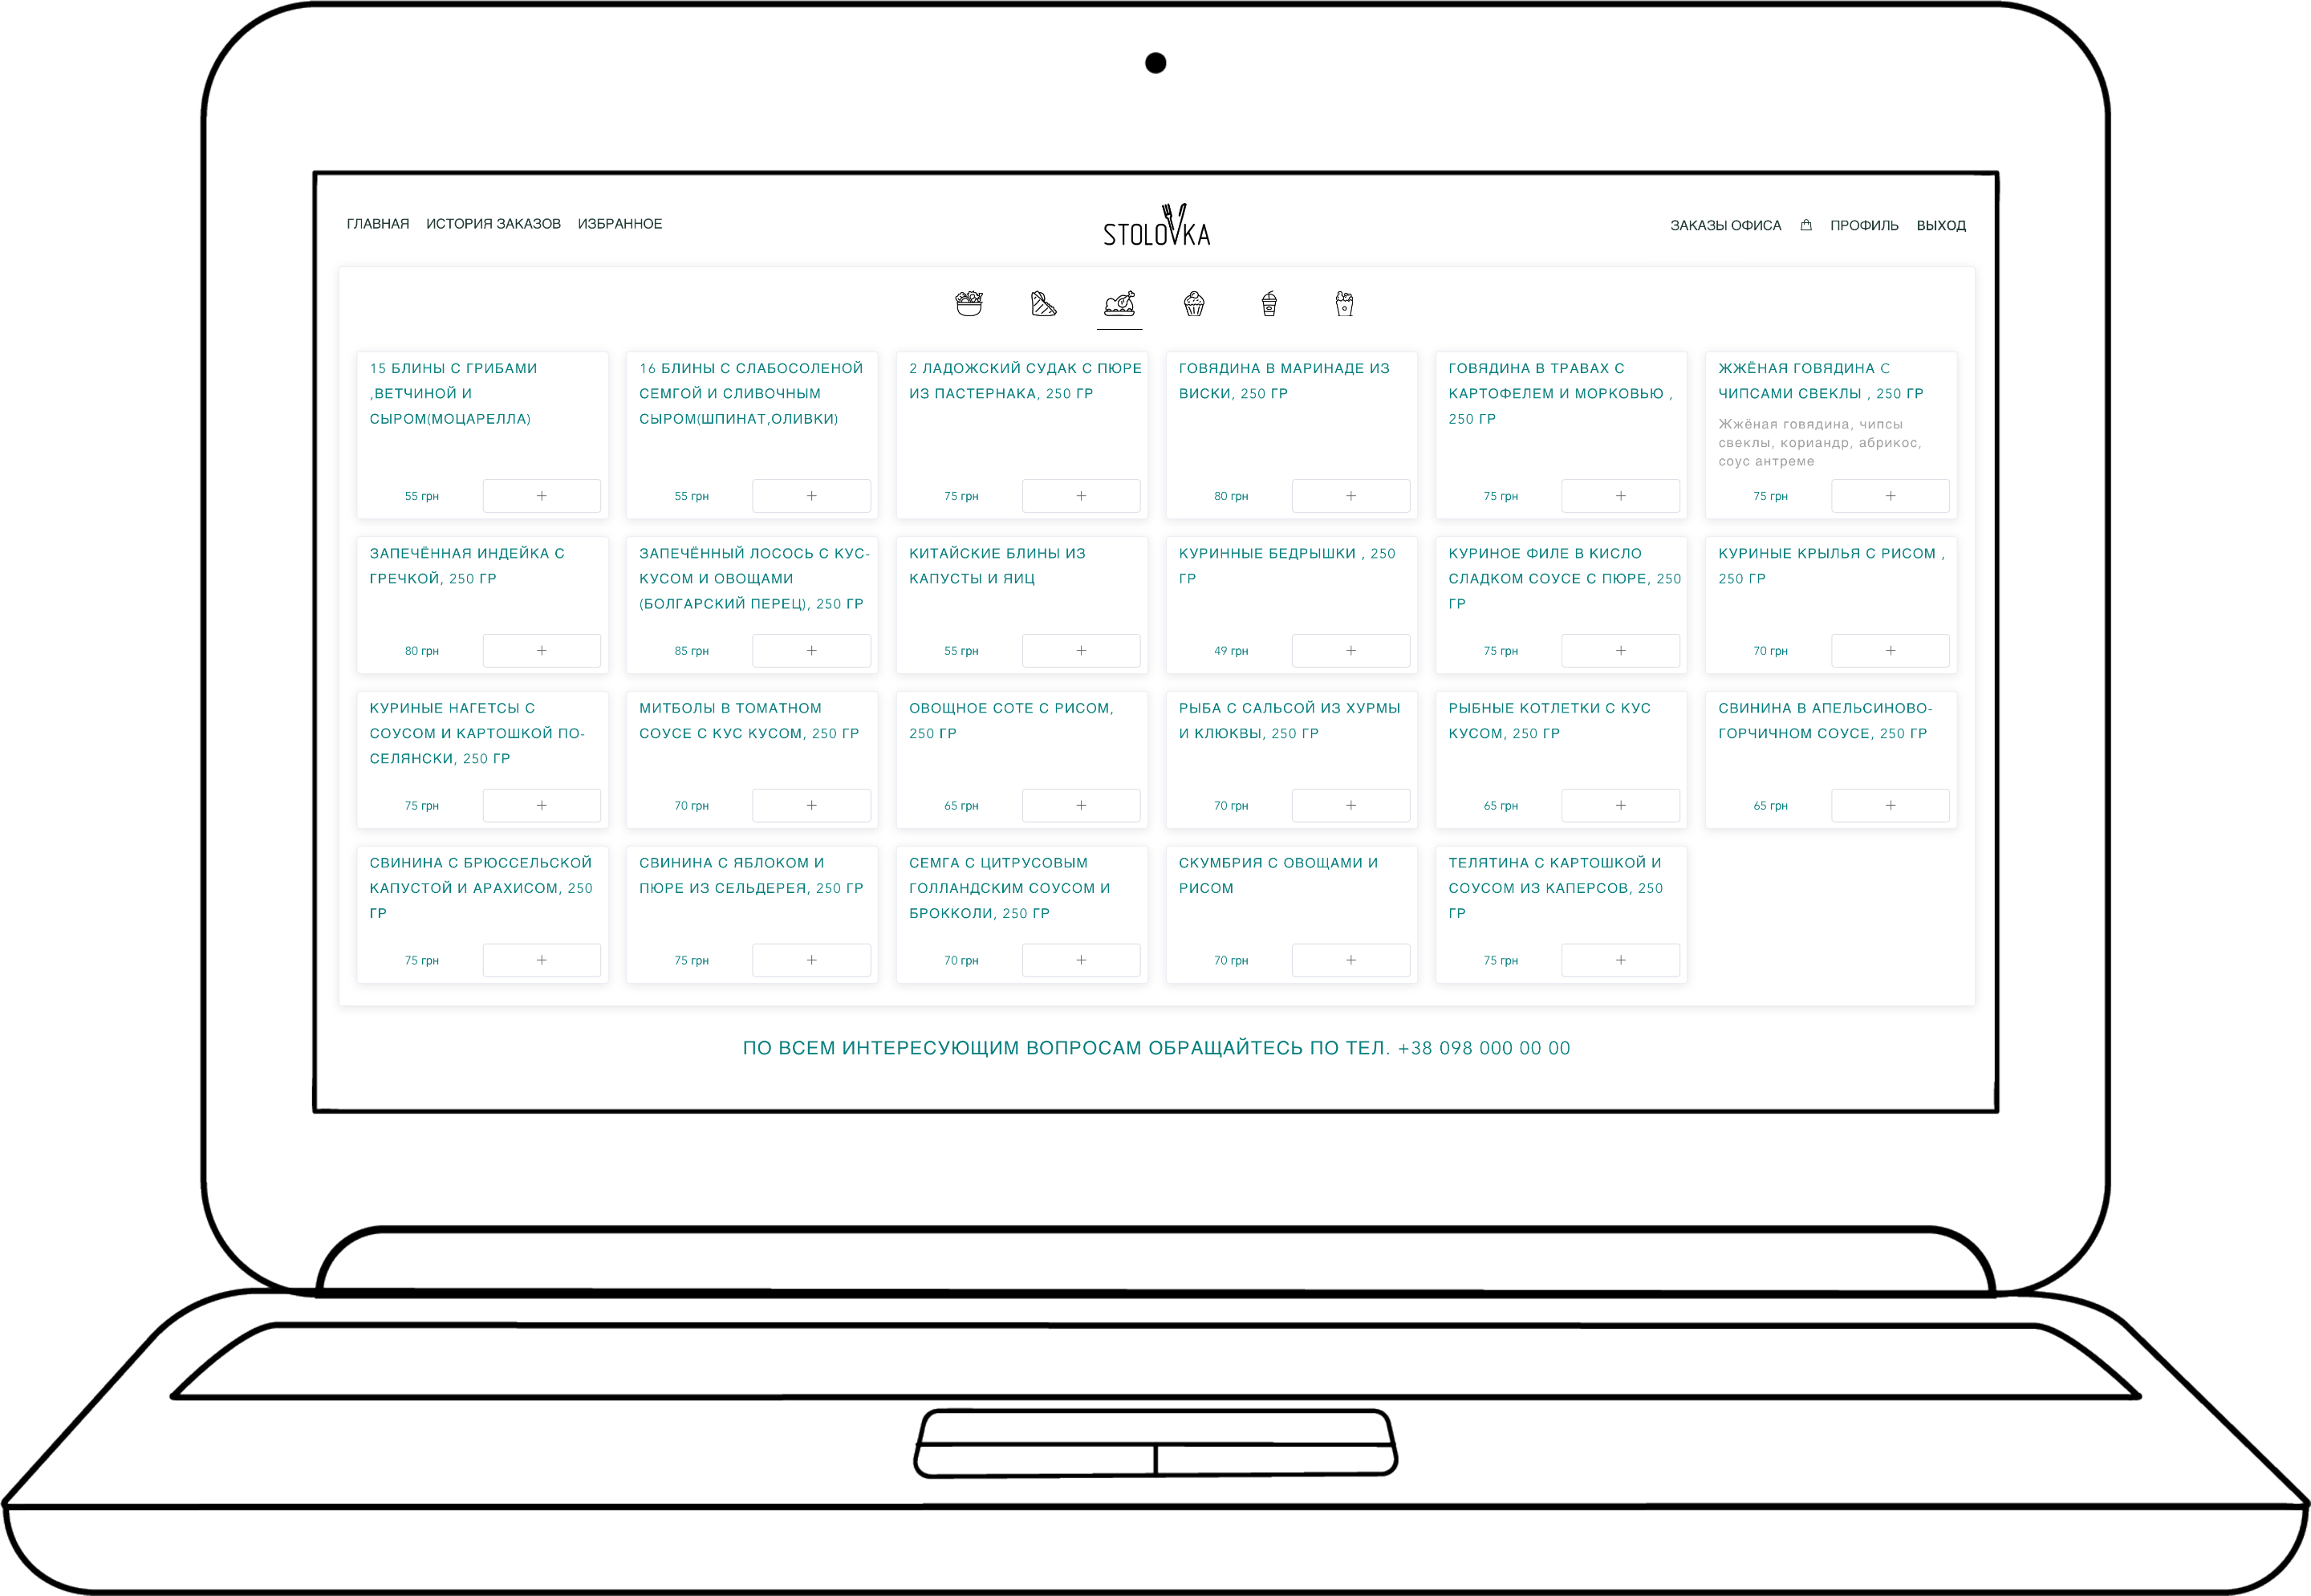 ГЛАВНАЯ ИСТОРИЯ ЗАКАЗОВ ИЗБРАННОЕ
STOLOVKA
ЗАКАЗЫ ОФИСА ПРОФИЛЬ ВЫХОД
15 БЛИНЫ С ГРИБАМИ
,ВЕТЧИНОЙ И
СЫРОМ(МОЦАРЕЛЛА)
55 грн +
16 БЛИНЫ С СЛАБОСОЛЕНОЙ
СЕМГОЙ И СЛИВОЧНЫМ
СЫРОМ(ШПИНАТ,ОЛИВКИ)
55 грн +
2 ЛАДОЖСКИЙ СУДАК С ПЮРЕ
ИЗ ПАСТЕРНАКА, 250 ГР
75 грн +
ГОВЯДИНА В МАРИНАДЕ ИЗ
ВИСКИ, 250 ГР
80 грн +
ГОВЯДИНА В ТРАВАХ С
КАРТОФЕЛЕМ И МОРКОВЬЮ ,
250 ГР
75 грн +
ЖЖЁНАЯ ГОВЯДИНА С
ЧИПСАМИ СВЕКЛЫ , 250 ГР
Жжёная говядина, чипсы
свеклы, кориандр, абрикос,
соус антреме
75 грн +
ЗАПЕЧЁННАЯ ИНДЕЙКА С
ГРЕЧКОЙ, 250 ГР
80 грн +
ЗАПЕЧЁННЫЙ ЛОСОСЬ С КУС-
КУСОМ И ОВОЩАМИ
(БОЛГАРСКИЙ ПЕРЕЦ), 250 ГР
85 грн +
КИТАЙСКИЕ БЛИНЫ ИЗ
КАПУСТЫ И ЯИЦ
55 грн +
КУРИННЫЕ БЕДРЫШКИ , 250
ГР
49 грн +
КУРИНОЕ ФИЛЕ В КИСЛО
СЛАДКОМ СОУСЕ С ПЮРЕ, 250
ГР
75 грн +
КУРИНЫЕ КРЫЛЬЯ С РИСОМ ,
250 ГР
70 грн +
КУРИНЫЕ НАГЕТСЫ С
СОУСОМ И КАРТОШКОЙ ПО-
СЕЛЯНСКИ, 250 ГР
75 грн +
МИТБОЛЫ В ТОМАТНОМ
СОУСЕ С КУС КУСОМ, 250 ГР
70 грн +
ОВОЩНОЕ СОТЕ С РИСОМ,
250 ГР
65 грн +
РЫБА С САЛЬСОЙ ИЗ ХУРМЫ
И КЛЮКВЫ, 250 ГР
70 грн +
РЫБНЫЕ КОТЛЕТКИ С КУС
КУСОМ, 250 ГР
65 грн +
СВИНИНА В АПЕЛЬСИНОВО-
ГОРЧИЧНОМ СОУСЕ, 250 ГР
65 грн +
СВИНИНА С БРЮССЕЛЬСКОЙ
КАПУСТОЙ И АРАХИСОМ, 250
ГР
75 грн +
СВИНИНА С ЯБЛОКОМ И
ПЮРЕ ИЗ СЕЛЬДЕРЕЯ, 250 ГР
75 грн +
СЕМГА С ЦИТРУСОВЫМ
ГОЛЛАНДСКИМ СОУСОМ И
БРОККОЛИ, 250 ГР
70 грн +
СКУМБРИЯ С ОВОЩАМИ И
РИСОМ
70 грн +
ТЕЛЯТИНА С КАРТОШКОЙ И
СОУСОМ ИЗ КАПЕРСОВ, 250
ГР
75 грн +
ПО ВСЕМ ИНТЕРЕСУЮЩИМ ВОПРОСАМ ОБРАЩАЙТЕСЬ ПО ТЕЛ. +38 098 000 00 00